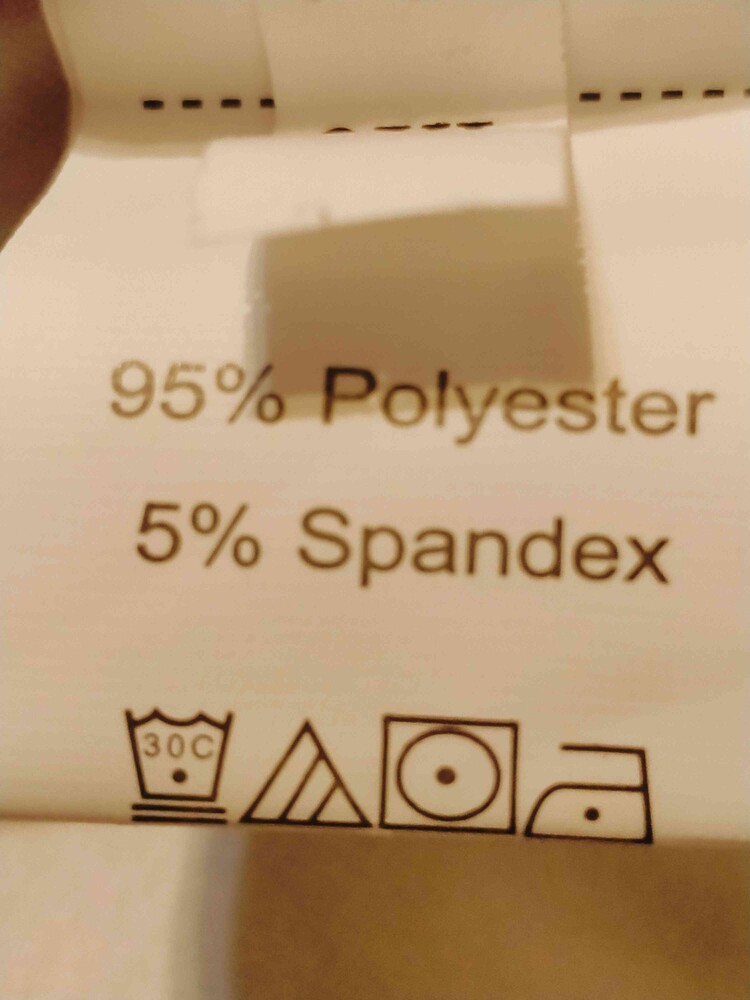 95% Polyester
5% Spandex
30C